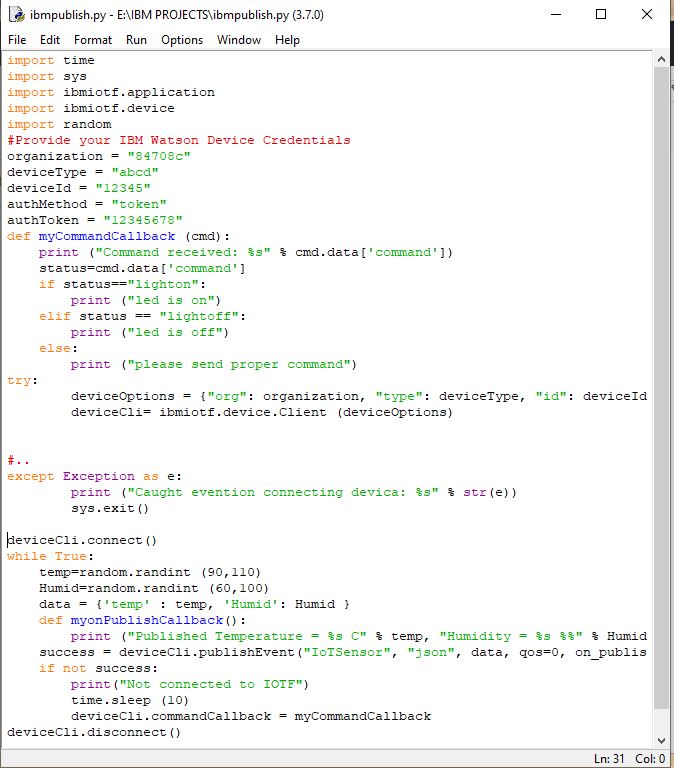 ibmpublish.py - E:\IBM PROJECTS\ibmpublish.py (3.7.0)
File Edit Format Run Options Window Help
import time
import sys
import ibmiotf.application
import ibmiotf.device
import random
#Provide your IBM Watson Device Credentials
organization = "84708c"
deviceType = "abcd"
deviceId = "12345"
authMethod = "token"
authToken = "12345678"
def myCommandCallback (cmd):
    print ("Command received: %s" % cmd.data['command'])
    status=cmd.data['command']
    if status=="lighton":
        print ("led is on")
    elif status == "lightoff":
        print ("led is off")
    else:
        print ("please send proper command")
try:
        deviceOptions = {"org": organization, "type": deviceType, "id": deviceId
        deviceCli= ibmiotf.device.Client (deviceOptions)
#..
except Exception as e:
        print ("Caught evention connecting devica: %s" % str(e))
        sys.exit()
deviceCli.connect()
while True:
    temp=random.randint (90,110)
    Humid=random.randint (60,100)
    data = {'temp' : temp, 'Humid': Humid }
    def myonPublishCallback():
        print ("Published Temperature = %s C" % temp, "Humidity = %s %%" % Humid
    success = deviceCli.publishEvent("IoTSensor", "json", data, qos=0, on_publis
    if not success:
        print("Not connected to IOTF")
        time.sleep (10)
        deviceCli.commandCallback = myCommandCallback
deviceCli.disconnect()
Ln: 31 Col: 0